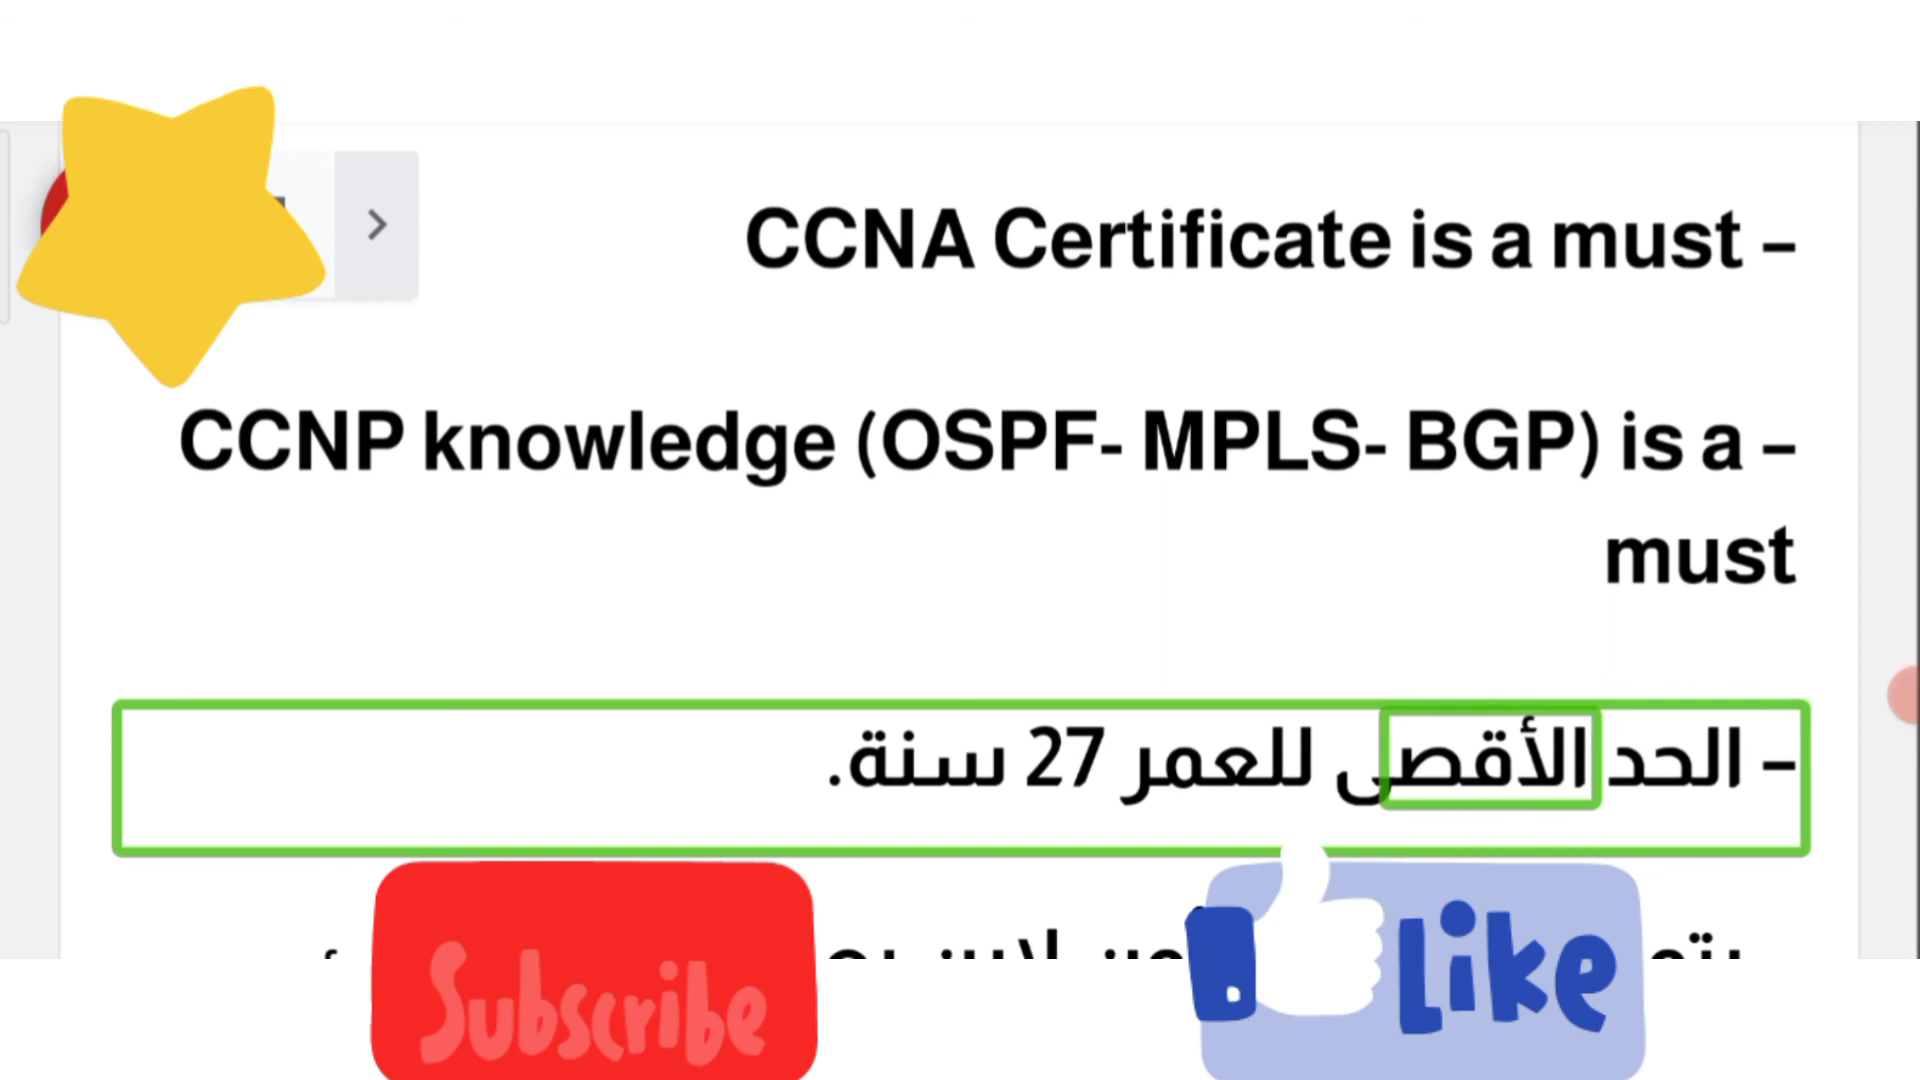 CCNA Certificate is a must –
CCNP knowledge (OSPF- MPLS- BGP) is a –
must
– الحد الأقصى للعمر 27 سنة.
Subscribe
Like